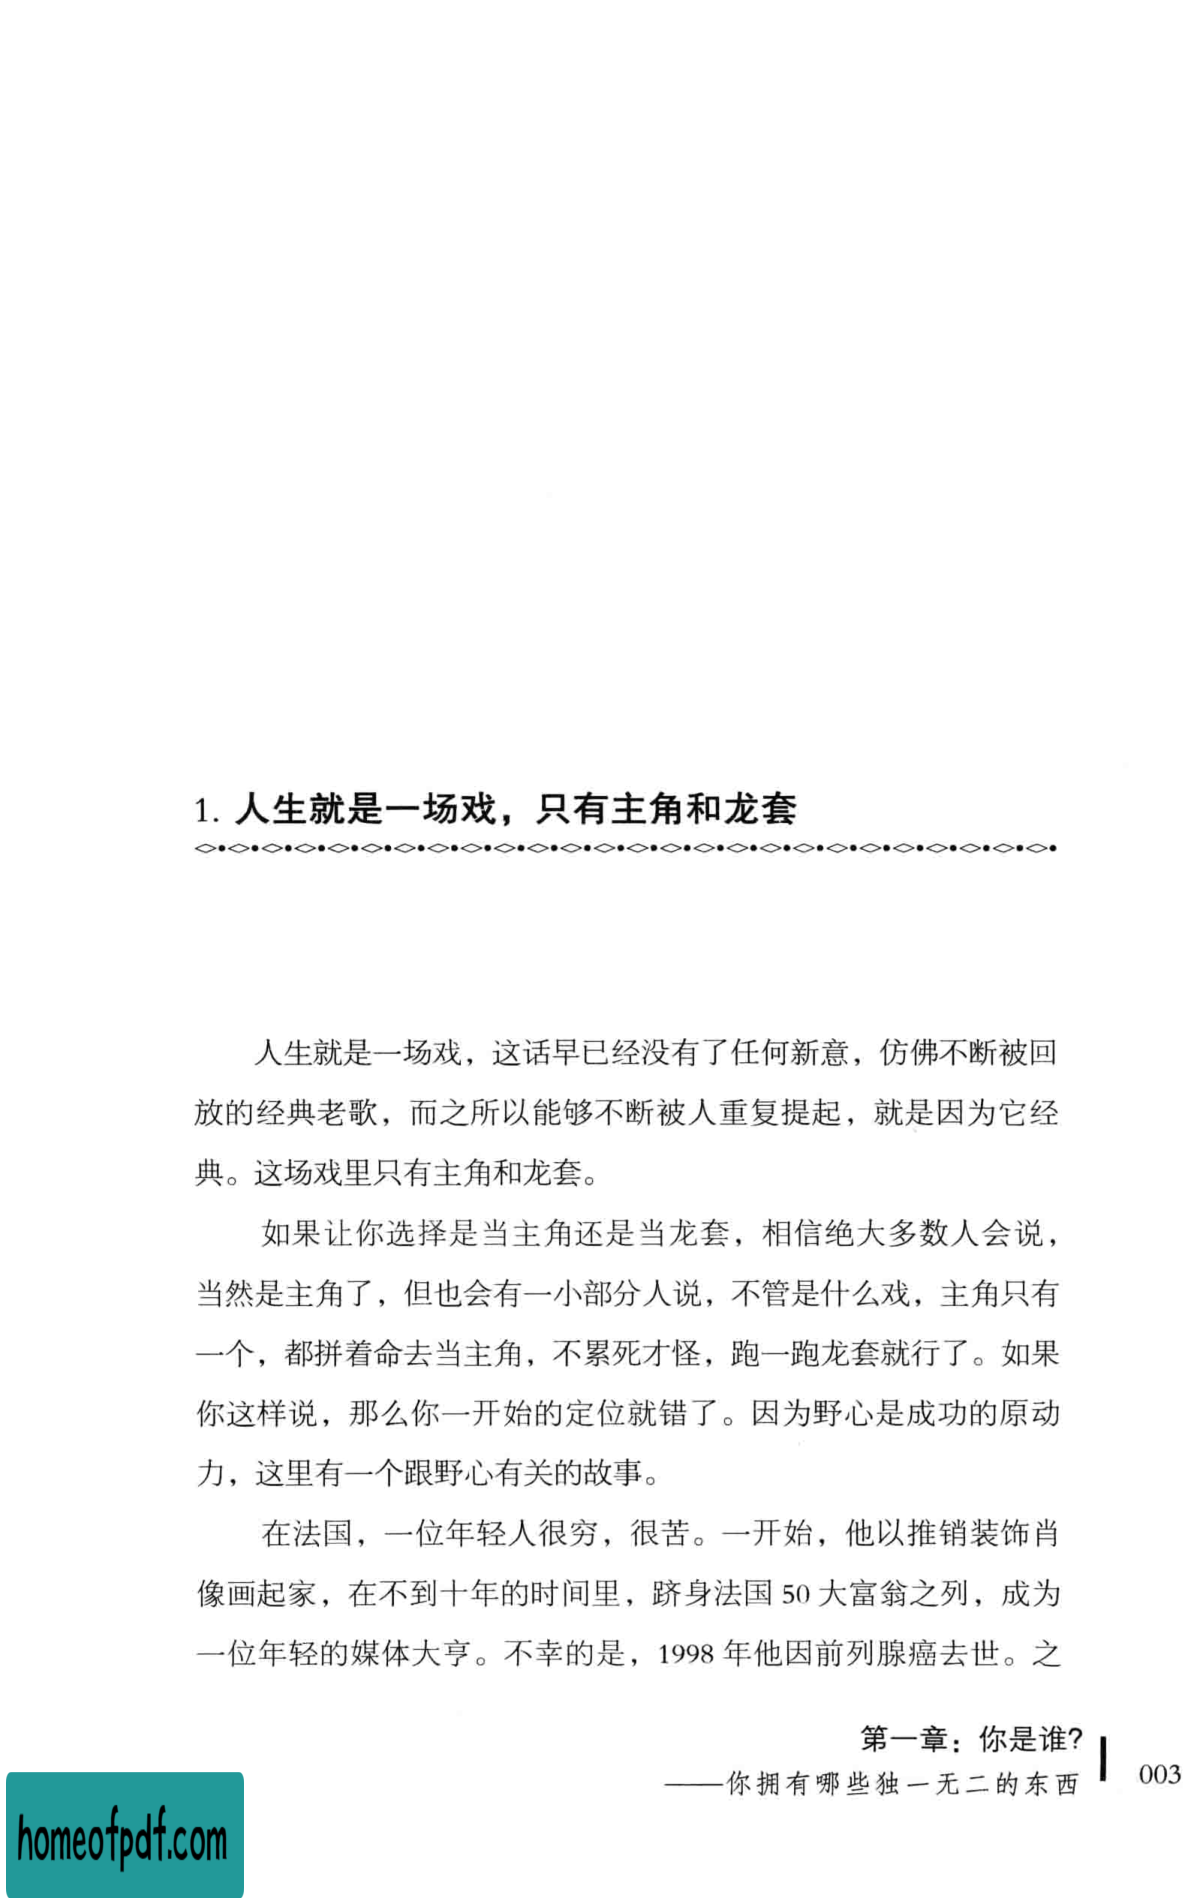 1. 人生就是一场戏，只有主角和龙套
人生就是一场戏，这话早已经没有了任何新意，仿佛不断被回
放的经典老歌，而之所以能够不断被人重复提起，就是因为它经
典。这场戏里只有主角和龙套。
如果让你选择是当主角还是当龙套，相信绝大多数人会说，
当然是主角了，但也会有一小部分人说，不管是什么戏，主角只有
一个，都拼着命去当主角，不累死才怪，跑一跑龙套就行了。如果
你这样说，那么你一开始的定位就错了。因为野心是成功的原动
力，这里有一个跟野心有关的故事。
在法国，一位年轻人很穷，很苦。一开始，他以推销装饰肖
像画起家，在不到十年的时间里，跻身法国 50 大富翁之列，成为
一位年轻的媒体大亨。不幸的是，1998 年他因前列腺癌去世。之
第一章：你是谁?
——你拥有哪些独一无二的东西
003
homeofpdf.com